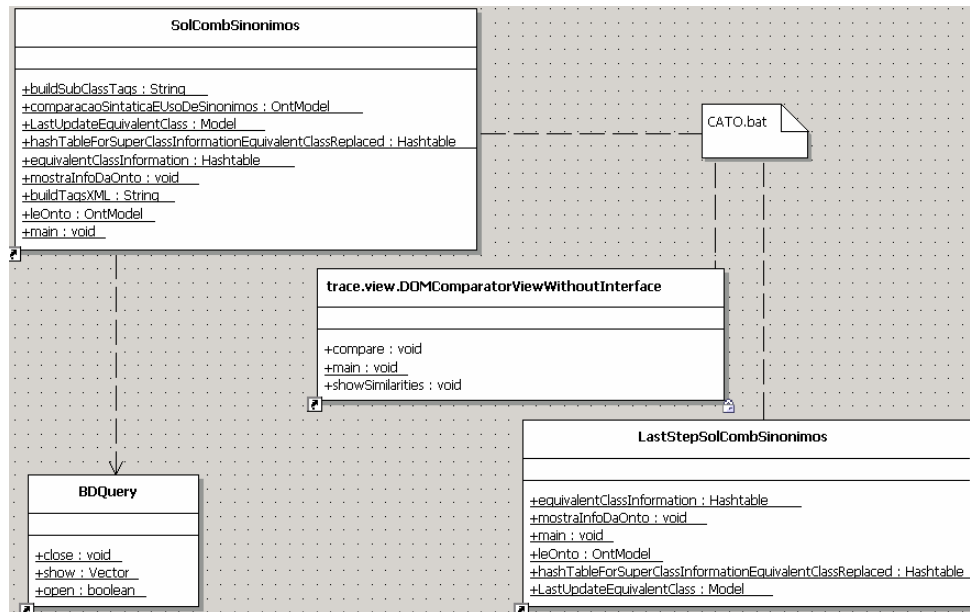 SolCombSinonimos
+buildSubClassTags : String
+comparacaoSintaticaEUsoDeSinonimos : OntModel
+LastUpdateEquivalentClass : Model
+hashTableForSuperClassInformationEquivalentClassReplaced : Hashtable
+equivalentClassInformation : Hashtable
+mostraInfoDaOnto : void
+buildTagsXML : String
+leOnto : OntModel
+main : void
CATO.bat
trace.view.DOMComparatorViewWithoutInterface
+compare : void
+main : void
+showSimilarities : void
LastStepSolCombSinonimos
+equivalentClassInformation : Hashtable
+mostraInfoDaOnto : void
+main : void
+leOnto : OntModel
+hashTableForSuperClassInformationEquivalentClassReplaced : Hashtable
+LastUpdateEquivalentClass : Model
BDQuery
+close : void
+show : Vector
+open : boolean